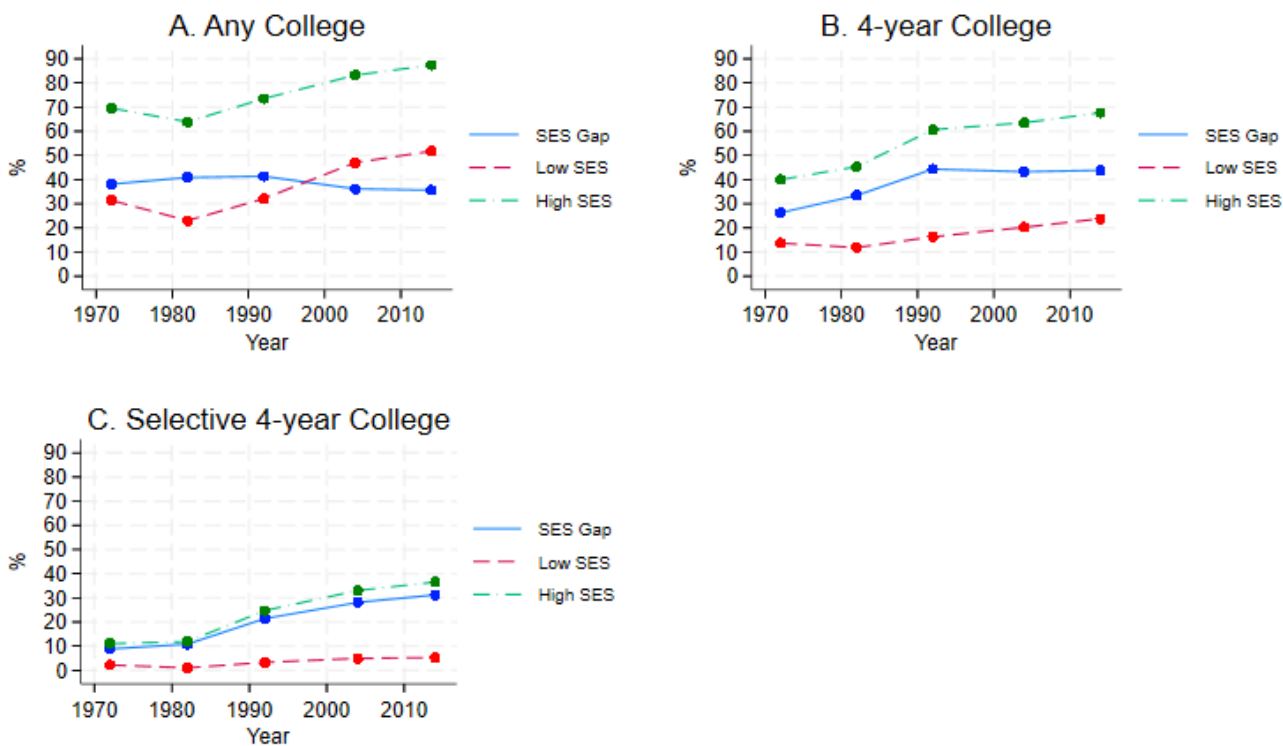 A. Any College
90
80
70
60
50
40
30
20
10
0
%
1970 1980 1990 2000 2010
Year
SES Gap
Low SES
High SES
B. 4-year College
90
80
70
60
50
40
30
20
10
0
%
1970 1980 1990 2000 2010
Year
SES Gap
Low SES
High SES
C. Selective 4-year College
90
80
70
60
50
40
30
20
10
0
%
1970 1980 1990 2000 2010
Year
SES Gap
Low SES
High SES